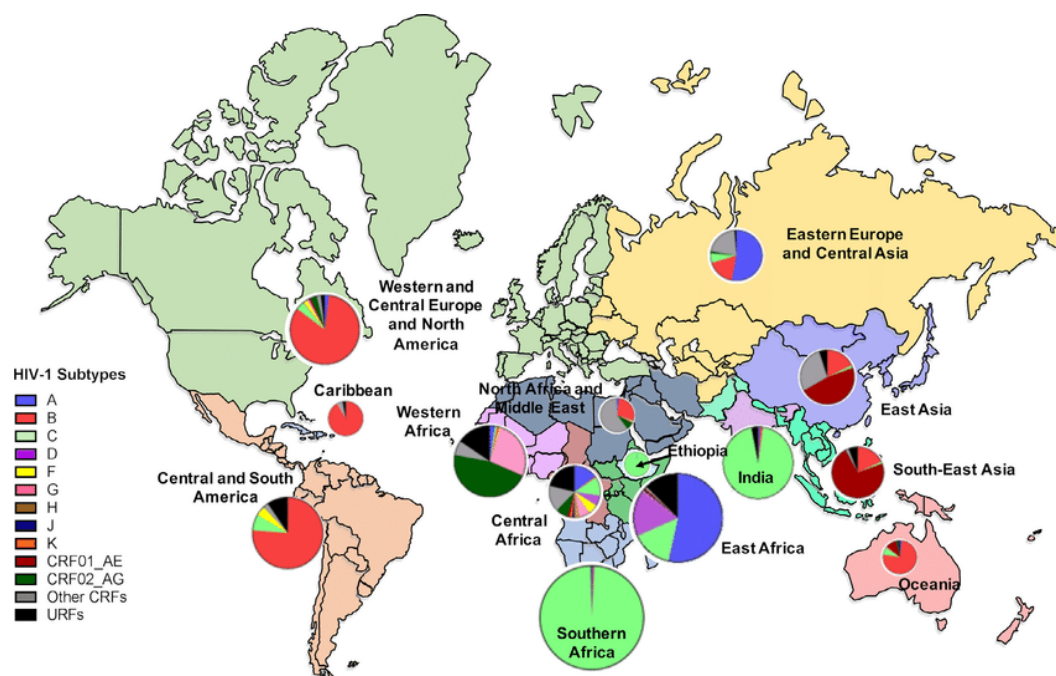 Eastern Europe
and Central Asia
Western and
Central Europe
and North
America
HIV-1 Subtypes
A
B
C
D
F
G
H
J
K
CRF01_AE
CRF02_AG
Other CRFs
URFs
Caribbean
North Africa and
Middle East
Western
Africa
East Asia
Ethiopia
India
South-East Asia
Central and South
America
Central
Africa
East Africa
Oceania
Southern
Africa